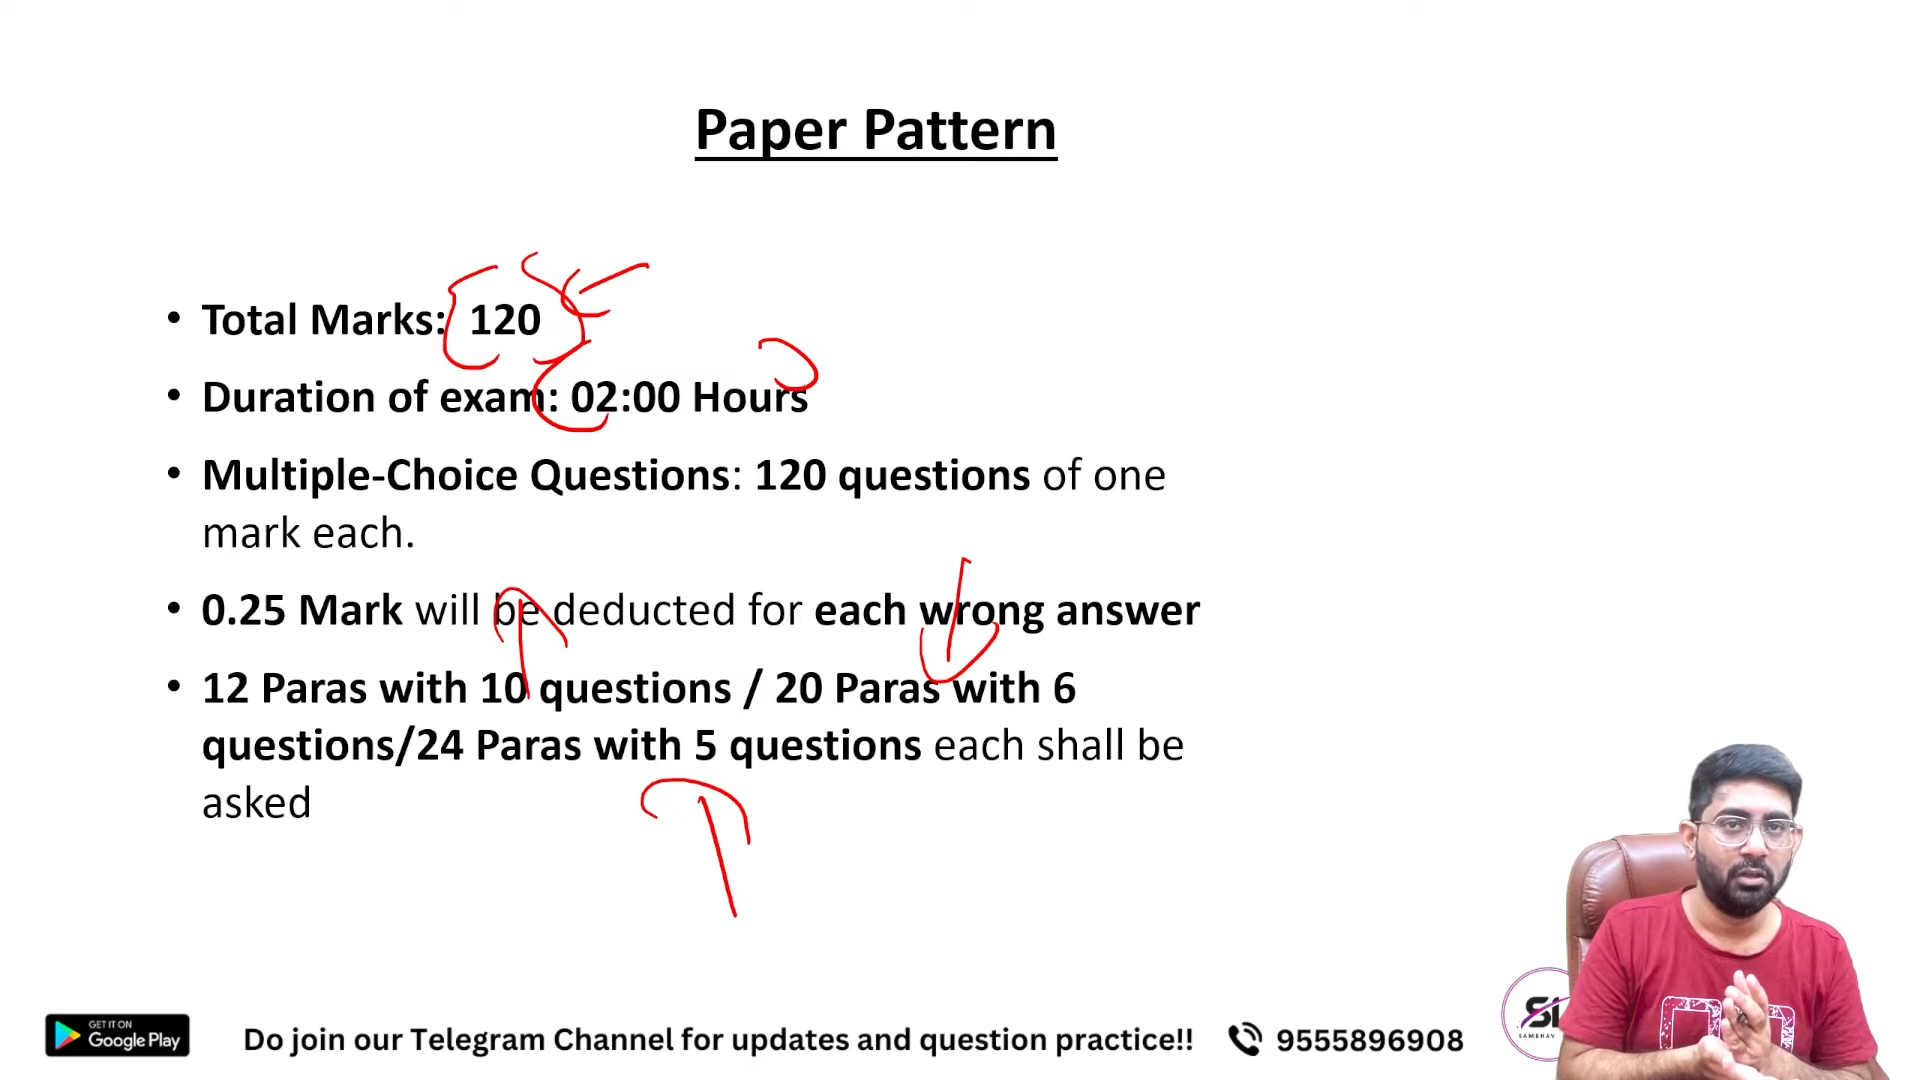 Paper Pattern
• Total Marks: 120
• Duration of exam: 02:00 Hours
• Multiple-Choice Questions: 120 questions of one
mark each.
• 0.25 Mark will be deducted for each wrong answer
• 12 Paras with 10 questions / 20 Paras with 6
questions/24 Paras with 5 questions each shall be
asked
GET IT ON
Google Play
Do join our Telegram Channel for updates and question practice!! 9555896908
SAMBHAV